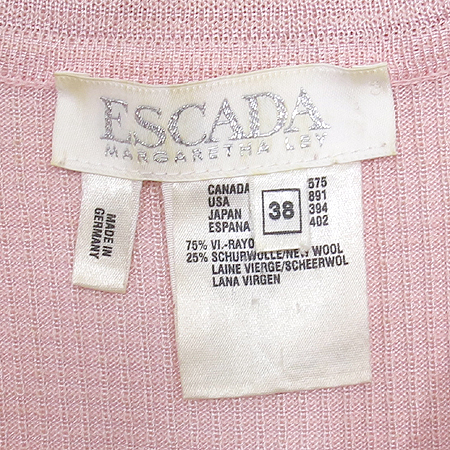 ESCADA
MARGARETHA LEY
MADE IN
GERMANY
38
CANADA 575
USA 891
JAPAN 394
ESPANA 402
75% VI.-RAYO
25% SCHURWOLLE/NEW WOOL
LAINE VIERGE/SCHEERWOL
LANA VIRGEN